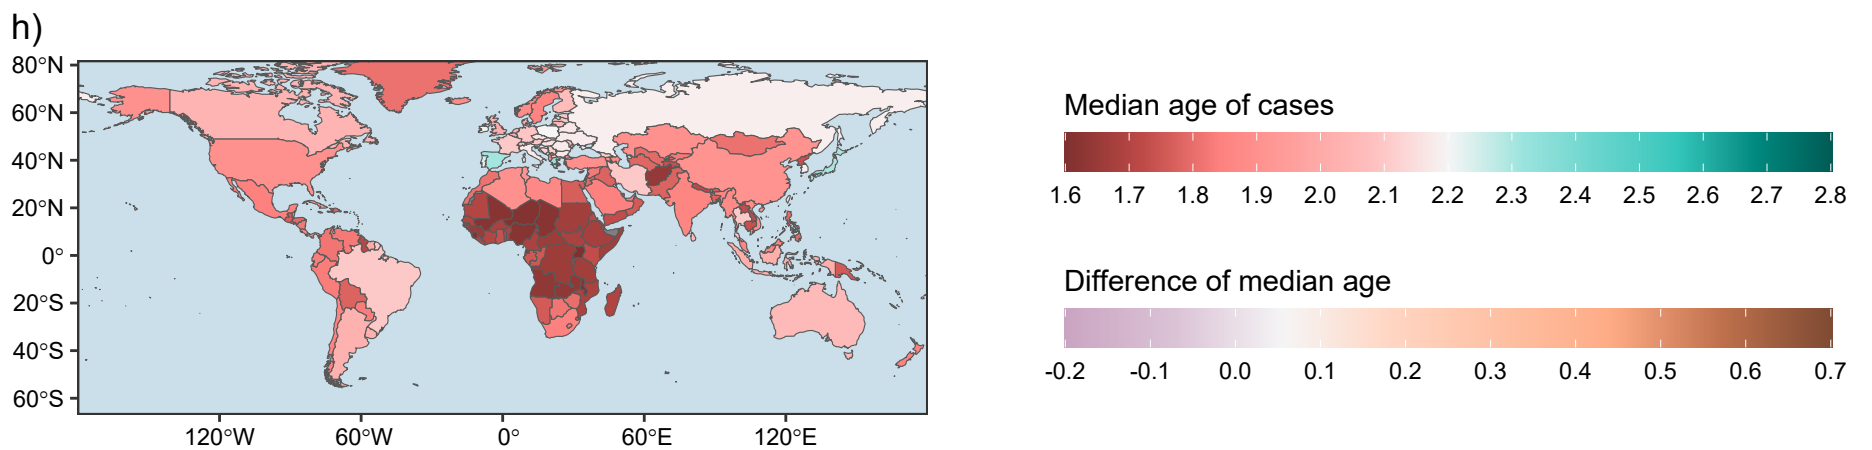 h)
80°N
60°N
40°N
20°N
0°
20°S
40°S
60°S
120°W 60°W 0° 60°E 120°E
Median age of cases
1.6 1.7 1.8 1.9 2.0 2.1 2.2 2.3 2.4 2.5 2.6 2.7 2.8
Difference of median age
-0.2 -0.1 0.0 0.1 0.2 0.3 0.4 0.5 0.6 0.7